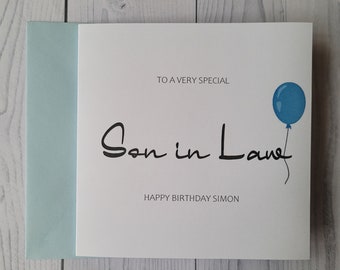 TO A VERY SPECIAL
Son in Law
HAPPY BIRTHDAY SIMON